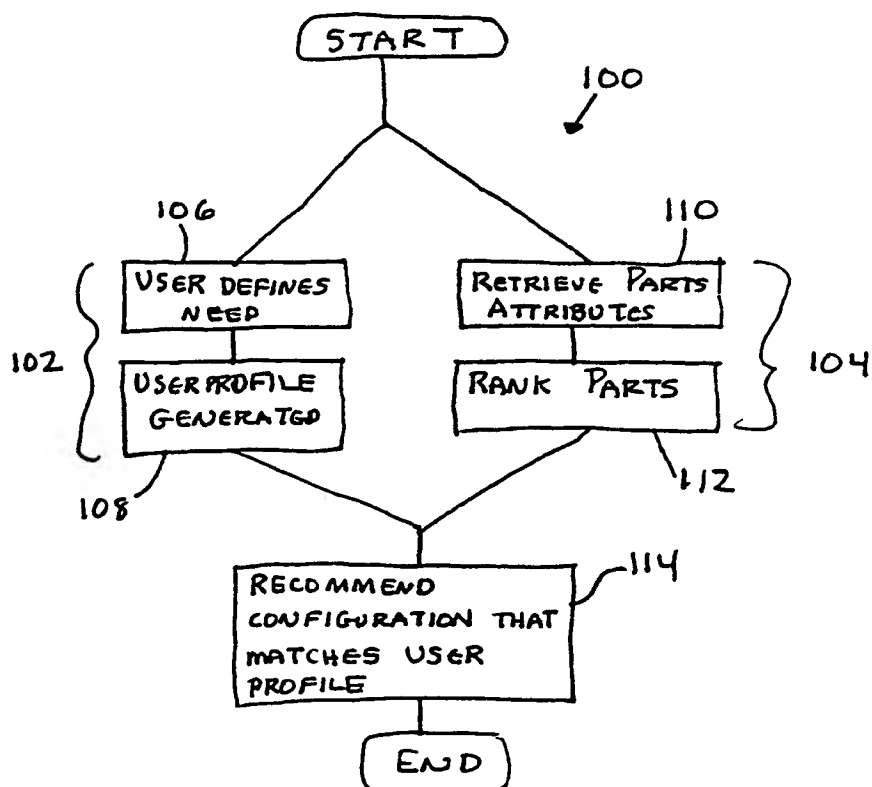 START
100
106
110
USER DEFINES
NEED
RETRIEVE PARTS
ATTRIBUTES
102
104
USER PROFILE
GENERATED
RANK PARTS
108
112
114
RECOMMEND
CONFIGURATION THAT
MATCHES USER
PROFILE
END